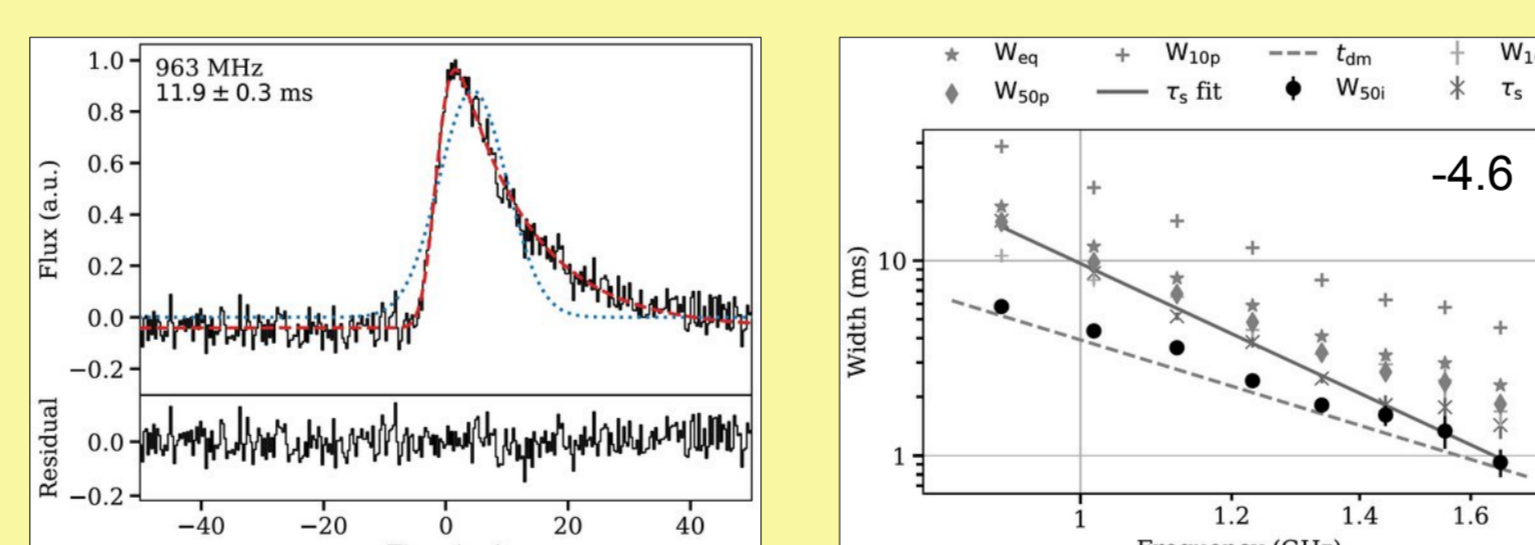 963 MHz
11.9 ± 0.3 ms
Flux (a.u.)
1.0
0.8
0.6
0.4
0.2
0.0
−0.2
Residual
0.0
−0.2
−40 −20 0 20 40
W_eq W_10p t_dm
W_50p τ_s fit W_50i τ_s
-4.6
Width (ms)
10
1
1 1.2 1.4 1.6
Frequency (GHz)